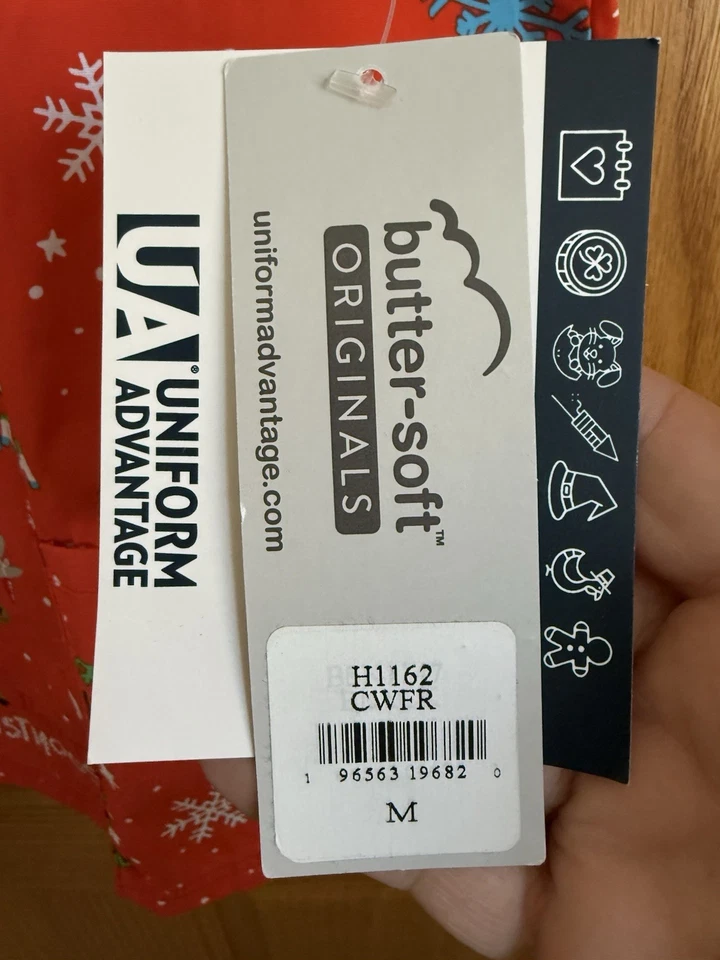 UA®
UNIFORM
ADVANTAGE
butter-soft™
ORIGINALS
uniformadvantage.com
H1162
CWFR
1 96563 19682 0
M